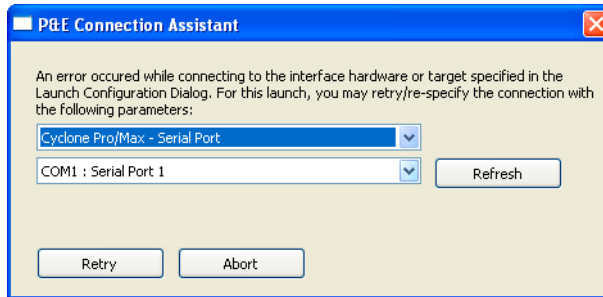 P&E Connection Assistant
An error occured while connecting to the interface hardware or target specified in the
Launch Configuration Dialog. For this launch, you may retry/re-specify the connection with
the following parameters:
Cyclone Pro/Max - Serial Port
COM1 : Serial Port 1
Refresh
Retry
Abort